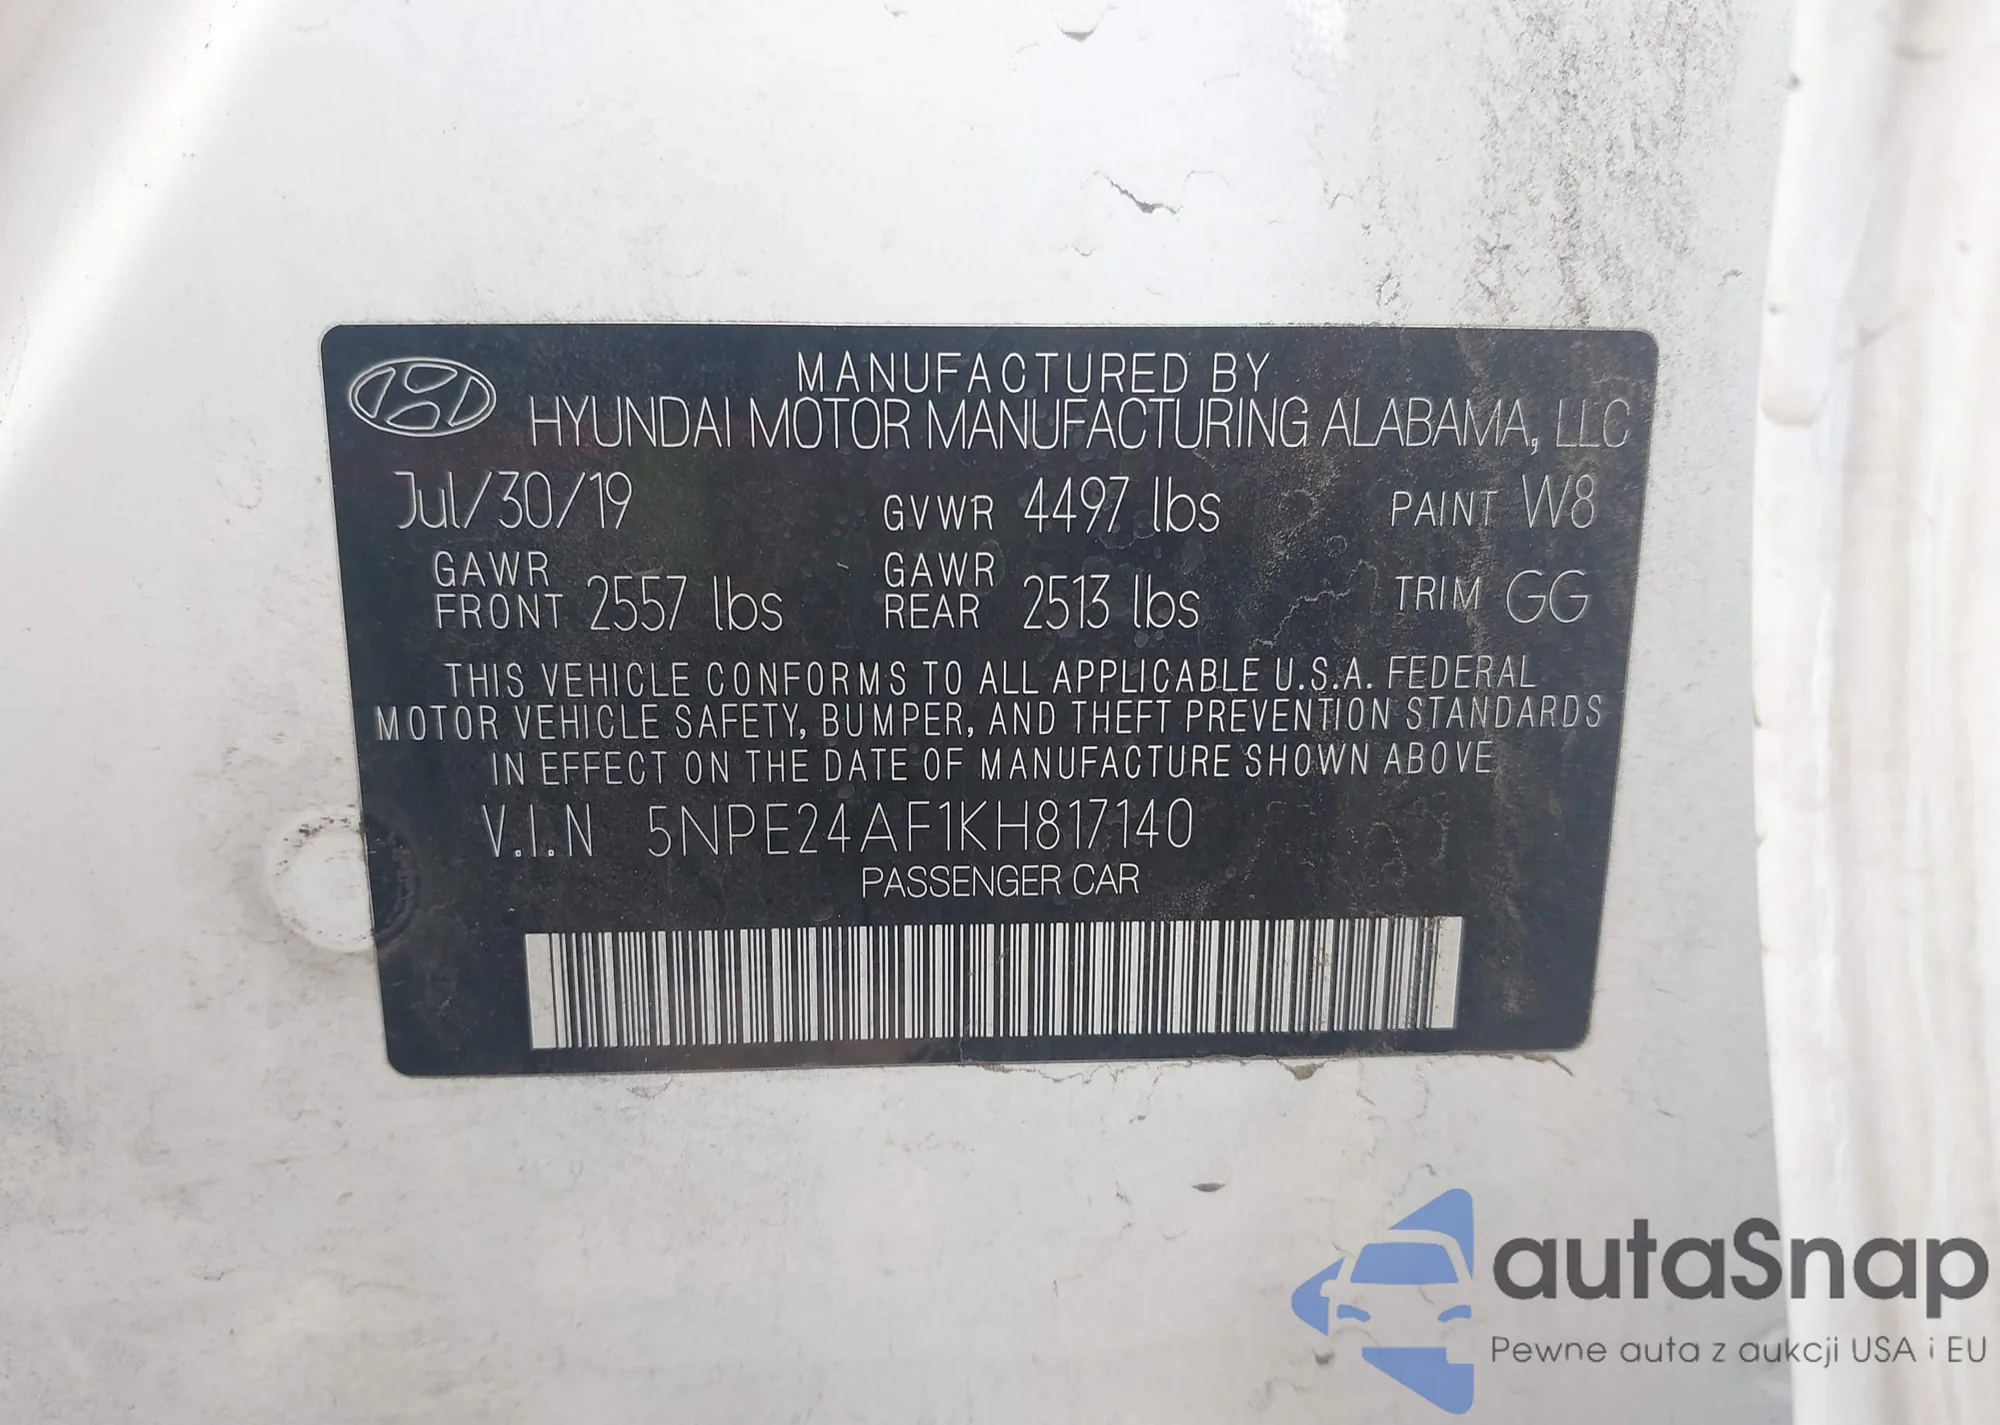 MANUFACTURED BY
HYUNDAI MOTOR MANUFACTURING ALABAMA, LLC
Jul/30/19 GVWR 4497 lbs PAINT W8
GAWR FRONT 2557 lbs GAWR REAR 2513 lbs TRIM GG
THIS VEHICLE CONFORMS TO ALL APPLICABLE U.S.A. FEDERAL
MOTOR VEHICLE SAFETY, BUMPER, AND THEFT PREVENTION STANDARDS
IN EFFECT ON THE DATE OF MANUFACTURE SHOWN ABOVE
V.I.N 5NPE24AF1KH817140
PASSENGER CAR
autaSnap
Pewne auta z aukcji USA i EU